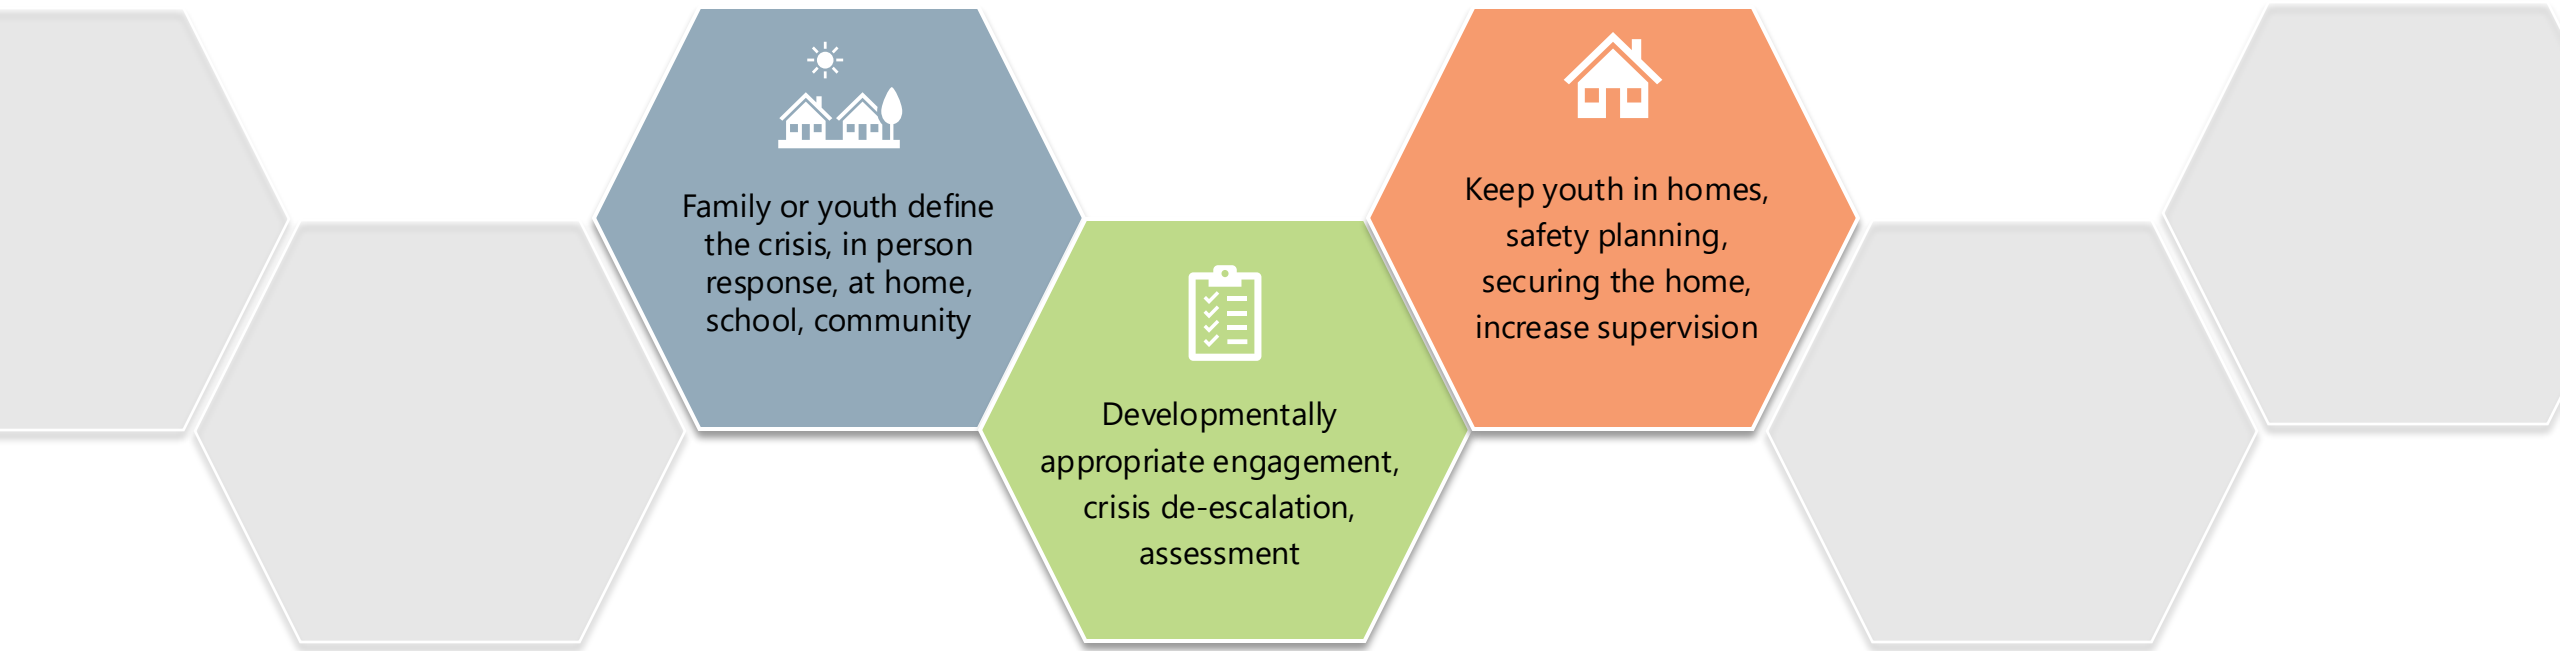 Family or youth define
the crisis, in person
response, at home,
school, community
Developmentally
appropriate engagement,
crisis de-escalation,
assessment
Keep youth in homes,
safety planning,
securing the home,
increase supervision